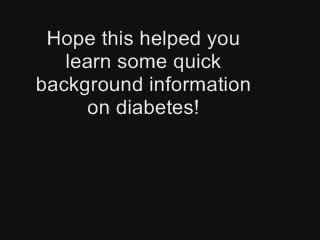 Hope this helped you
learn some quick
background information
on diabetes!